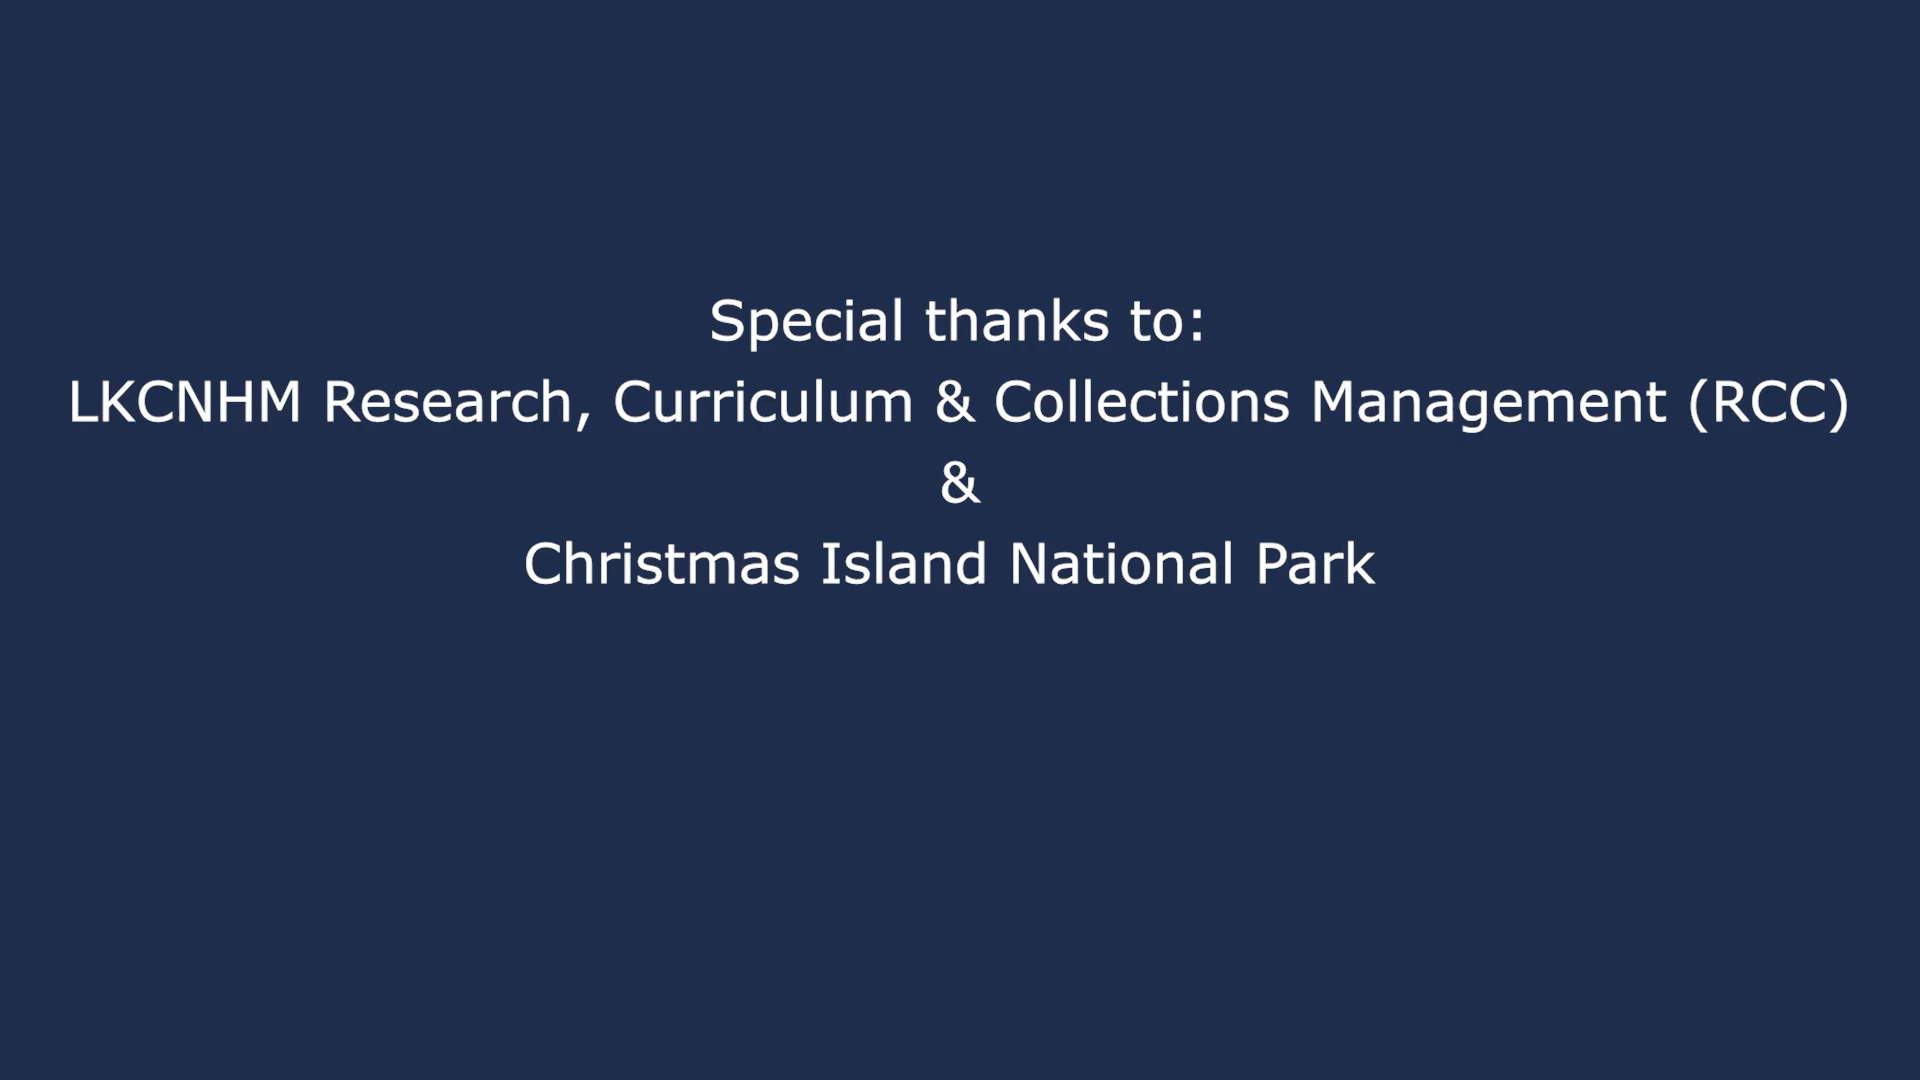 Special thanks to:
LKCNHM Research, Curriculum & Collections Management (RCC)
&
Christmas Island National Park